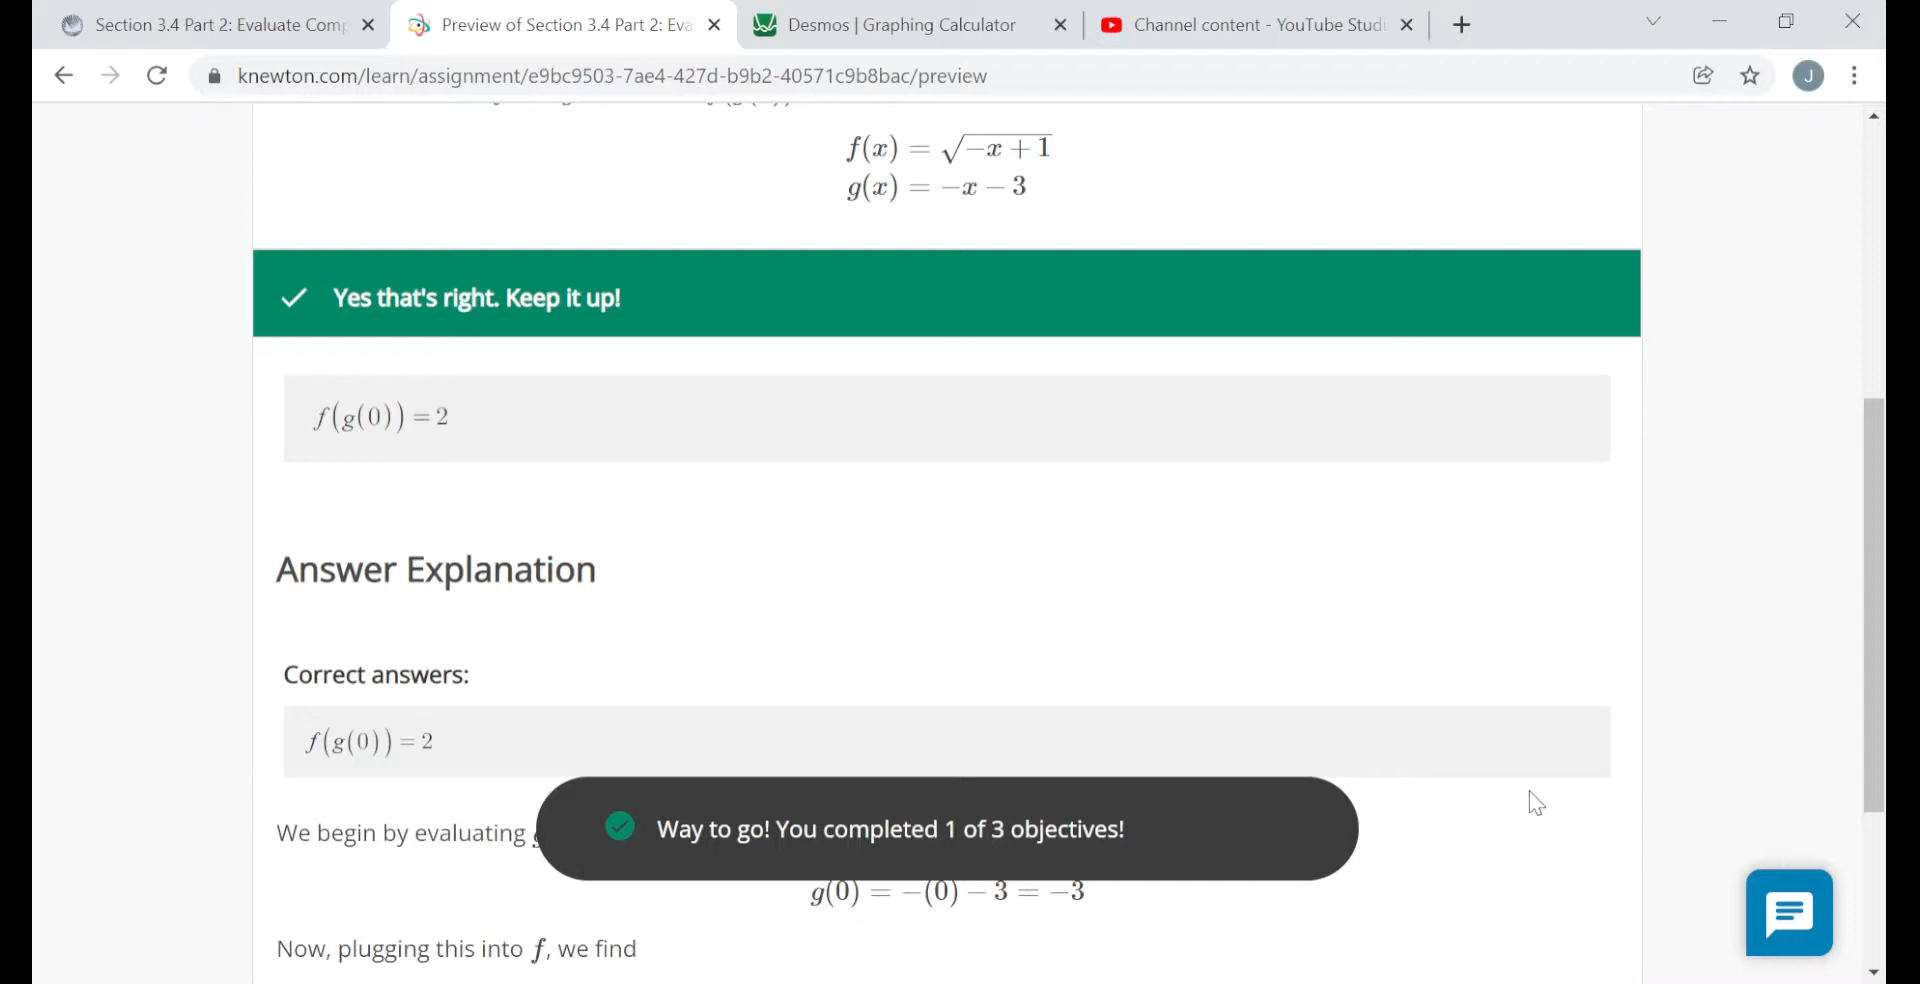 Section 3.4 Part 2: Evaluate Comp
Preview of Section 3.4 Part 2: Eva
Desmos | Graphing Calculator
Channel content - YouTube Studi
knewton.com/learn/assignment/e9bc9503-7ae4-427d-b9b2-40571c9b8bac/preview
J
f(x) = √−x + 1
g(x) = −x − 3
Yes that's right. Keep it up!
f(g(0)) = 2
Answer Explanation
Correct answers:
f(g(0)) = 2
We begin by evaluating
Way to go! You completed 1 of 3 objectives!
g(0) = −(0) − 3 = −3
Now, plugging this into f, we find